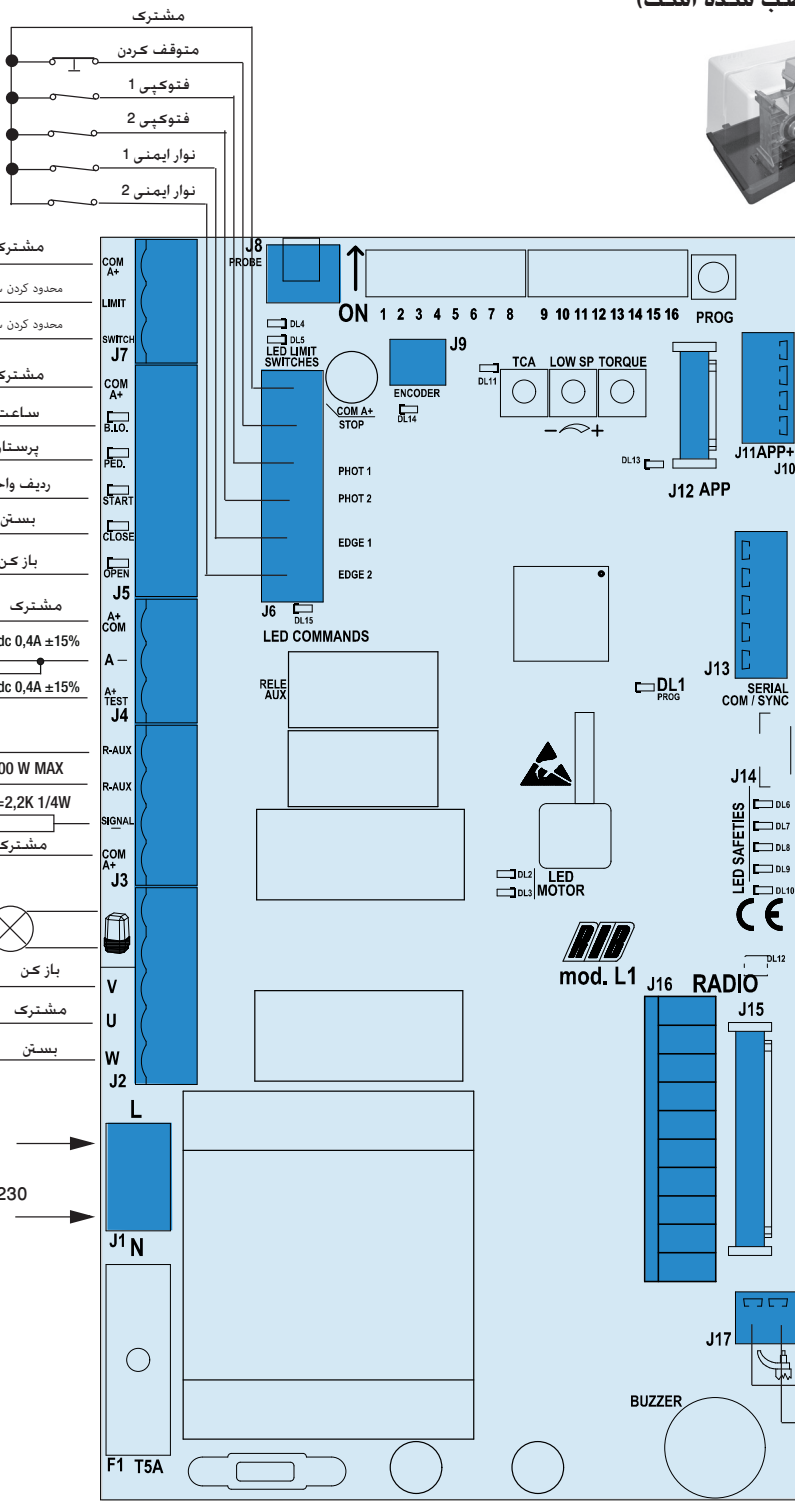 مشترک
متوقف کردن
فتوکپی 1
فتوکپی 2
نوار ایمنی 1
نوار ایمنی 2
مشترک
محدود کردن
محدود کردن
مشترک
ساعت
ردیف
بستن
باز کن
مشترک
dc 0,4A ±15%
dc 0,4A ±15%
00 W MAX
=2,2K 1/4W
مشترک
باز کن
مشترک
بستن
230
COM
A+
LIMIT
SWITCH
J7
COM
A+
B.I.O.
PED.
START
CLOSE
OPEN
J5
A+
COM
A –
A+
TEST
J4
R-AUX
R-AUX
SIGNAL
COM
A+
J3
V
U
W
J2
L
J1 N
F1 T5A
J8
PROBE
ON 1 2 3 4 5 6 7 8 9 10 11 12 13 14 15 16 PROG
DL4
DL5
LED LIMIT
SWITCHES
COM A+
STOP
PHOT 1
PHOT 2
EDGE 1
EDGE 2
J6
DL15
LED COMMANDS
J9
ENCODER
DL14
DL11
TCA LOW SP TORQUE
– +
DL13
J12 APP
J11 APP+
J10
RELE
AUX
DL1
PROG
J13
SERIAL
COM / SYNC
J14
LED SAFETIES
DL6
DL7
DL8
DL9
DL10
CE
DL2
DL3
LED
MOTOR
RIB
mod. L1
DL12
J16 RADIO
J15
J17
BUZZER